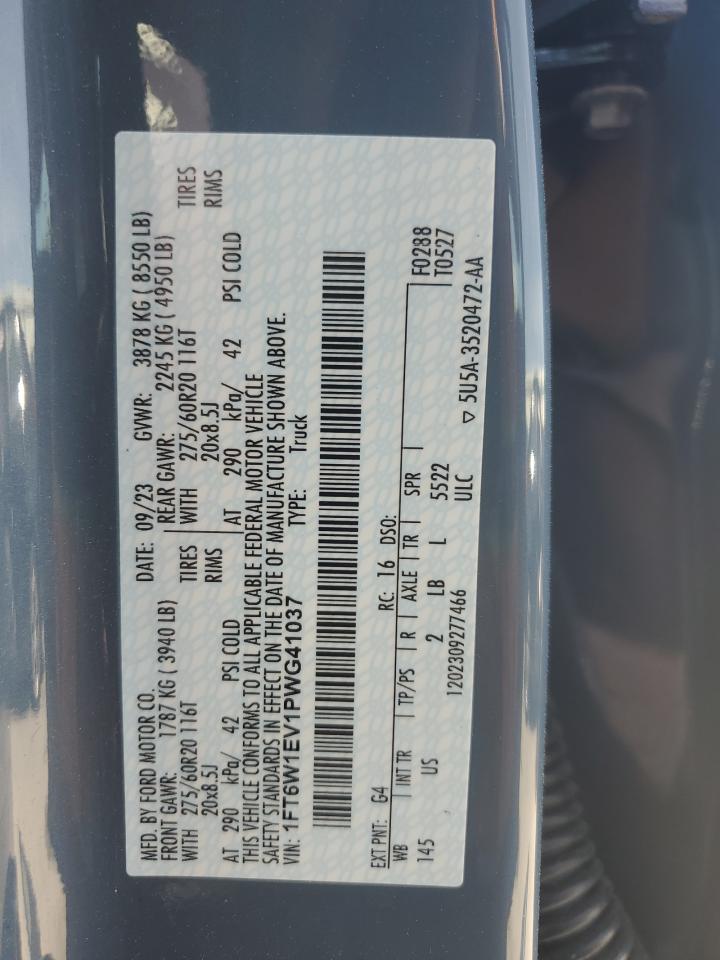 MFD. BY FORD MOTOR CO. DATE: 09/23 GVWR: 3878 KG ( 8550 LB)
FRONT GAWR: 1787 KG ( 3940 LB) REAR GAWR: 2245 KG ( 4950 LB)
WITH 275/60R20 116T TIRES WITH 275/60R20 116T TIRES
20x8.5J RIMS 20x8.5J RIMS
AT 290 kPa/ 42 PSI COLD AT 290 kPa/ 42 PSI COLD
THIS VEHICLE CONFORMS TO ALL APPLICABLE FEDERAL MOTOR VEHICLE
SAFETY STANDARDS IN EFFECT ON THE DATE OF MANUFACTURE SHOWN ABOVE.
VIN: 1FT6W1EV1PWG41037 TYPE: Truck
EXT PNT: G4 RC: 16 DSO:
WB INT TR TP/PS R AXLE TR SPR F0288
145 US 2 LB L 5522 T0527
1202309277466 ULC
▽ 5U5A-3520472-AA